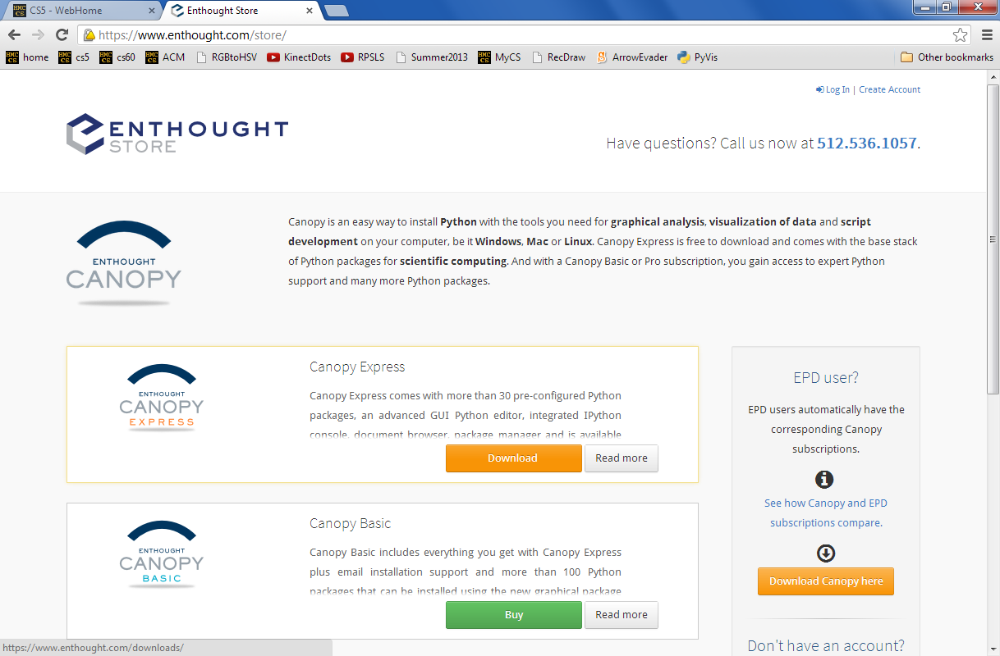 CS5 - WebHome
Enthought Store
https://www.enthought.com/store/
HMC CS home
HMC CS cs5
HMC CS cs60
HMC CS ACM
RGBtoHSV
KinectDots
RPSLS
Summer2013
HMC CS MyCS
RecDraw
ArrowEvader
PyVis
Other bookmarks
Log In | Create Account
ENTHOUGHT
STORE
Have questions? Call us now at 512.536.1057.
ENTHOUGHT
CANOPY
Canopy is an easy way to install Python with the tools you need for graphical analysis, visualization of data and script
development on your computer, be it Windows, Mac or Linux. Canopy Express is free to download and comes with the base stack
of Python packages for scientific computing. And with a Canopy Basic or Pro subscription, you gain access to expert Python
support and many more Python packages.
ENTHOUGHT
CANOPY
EXPRESS
Canopy Express
Canopy Express comes with more than 30 pre-configured Python
packages, an advanced GUI Python editor, integrated IPython
console, document browser, package manager and is available
Download
Read more
ENTHOUGHT
CANOPY
BASIC
Canopy Basic
Canopy Basic includes everything you get with Canopy Express
plus email installation support and more than 100 Python
packages that can be installed using the new graphical package
Buy
Read more
EPD user?
EPD users automatically have the
corresponding Canopy
subscriptions.
See how Canopy and EPD
subscriptions compare.
Download Canopy here
Don't have an account?
https://www.enthought.com/downloads/